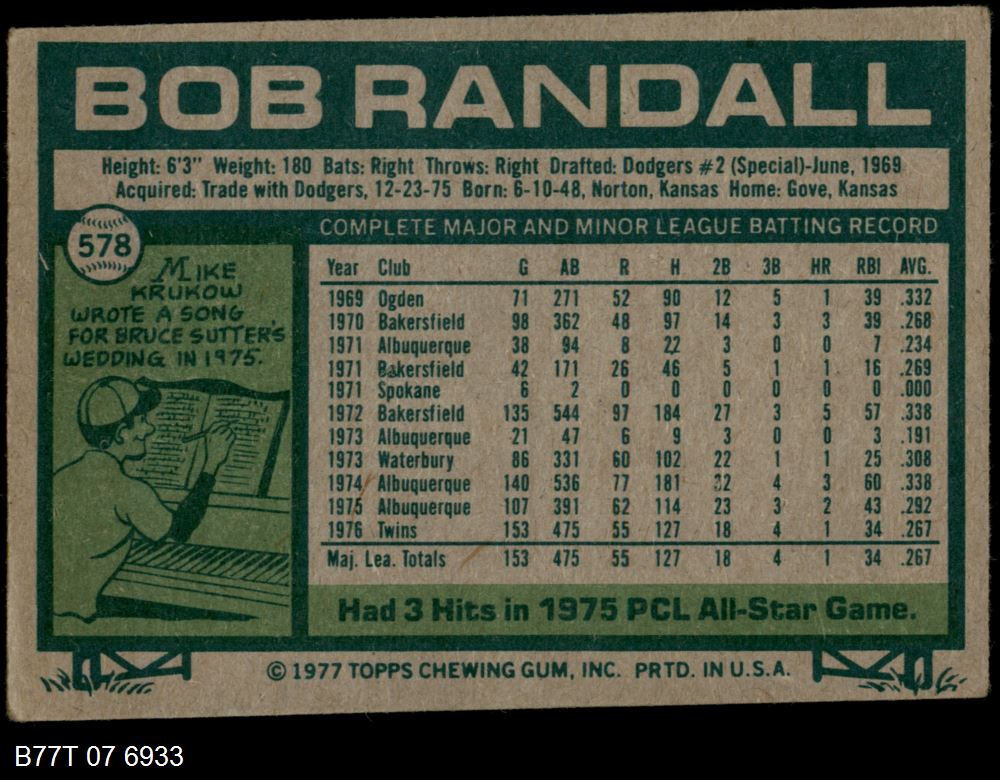 BOB RANDALL
Height: 6'3" Weight: 180 Bats: Right Throws: Right Drafted: Dodgers #2 (Special)-June, 1969
Acquired: Trade with Dodgers, 12-23-75 Born: 6-10-48, Norton, Kansas Home: Gove, Kansas
578
MIKE
KRUKOW
WROTE A SONG
FOR BRUCE SUTTER'S
WEDDING IN 1975.
COMPLETE MAJOR AND MINOR LEAGUE BATTING RECORD
Year Club G AB R H 2B 3B HR RBI AVG.
1969 Ogden 71 271 52 90 12 5 1 39 .332
1970 Bakersfield 98 362 48 97 14 3 3 39 .268
1971 Albuquerque 38 94 8 22 3 0 0 7 .234
1971 Bakersfield 42 171 26 46 5 1 1 16 .269
1971 Spokane 6 2 0 0 0 0 0 0 .000
1972 Bakersfield 135 544 97 184 27 3 5 57 .338
1973 Albuquerque 21 47 6 9 3 0 0 3 .191
1973 Waterbury 86 331 60 102 22 1 1 25 .308
1974 Albuquerque 140 536 77 181 22 4 3 60 .338
1975 Albuquerque 107 391 62 114 23 3 2 43 .292
1976 Twins 153 475 55 127 18 4 1 34 .267
Maj. Lea. Totals 153 475 55 127 18 4 1 34 .267
Had 3 Hits in 1975 PCL All-Star Game.
© 1977 TOPPS CHEWING GUM, INC. PRTD. IN U.S.A.
B77T 07 6933